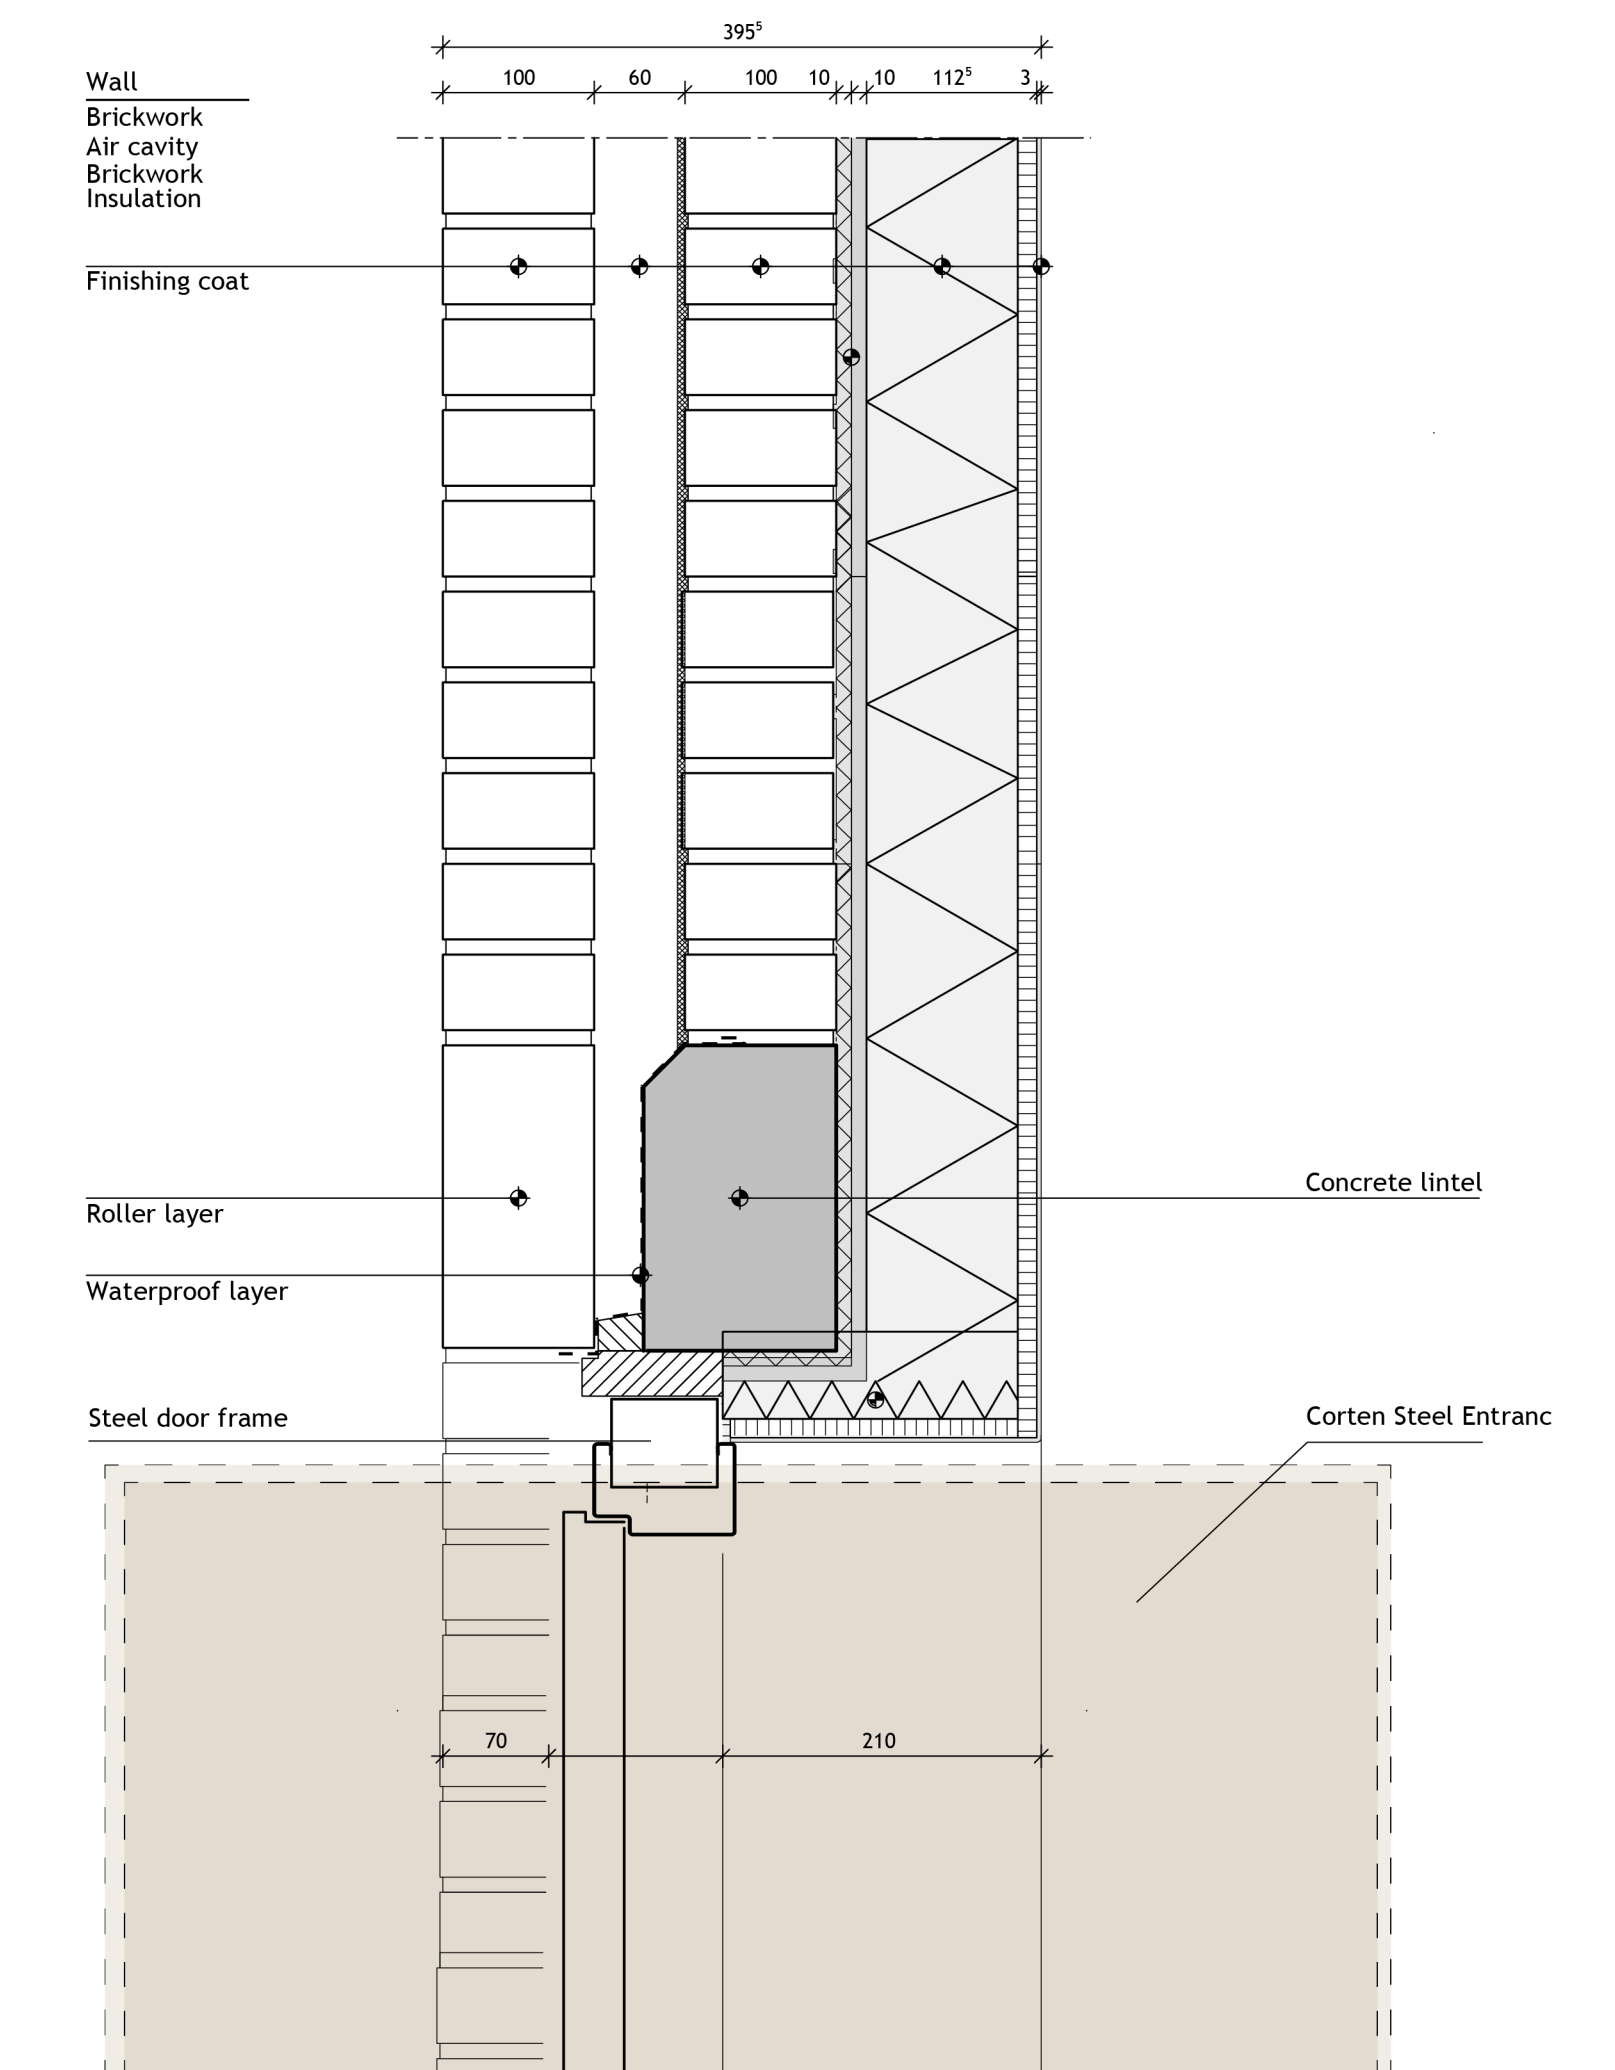 395⁵
100 60 100 10 10 112⁵ 3
Wall
Brickwork
Air cavity
Brickwork
Insulation
Finishing coat
Concrete lintel
Roller layer
Waterproof layer
Steel door frame
Corten Steel Entranc
70 210